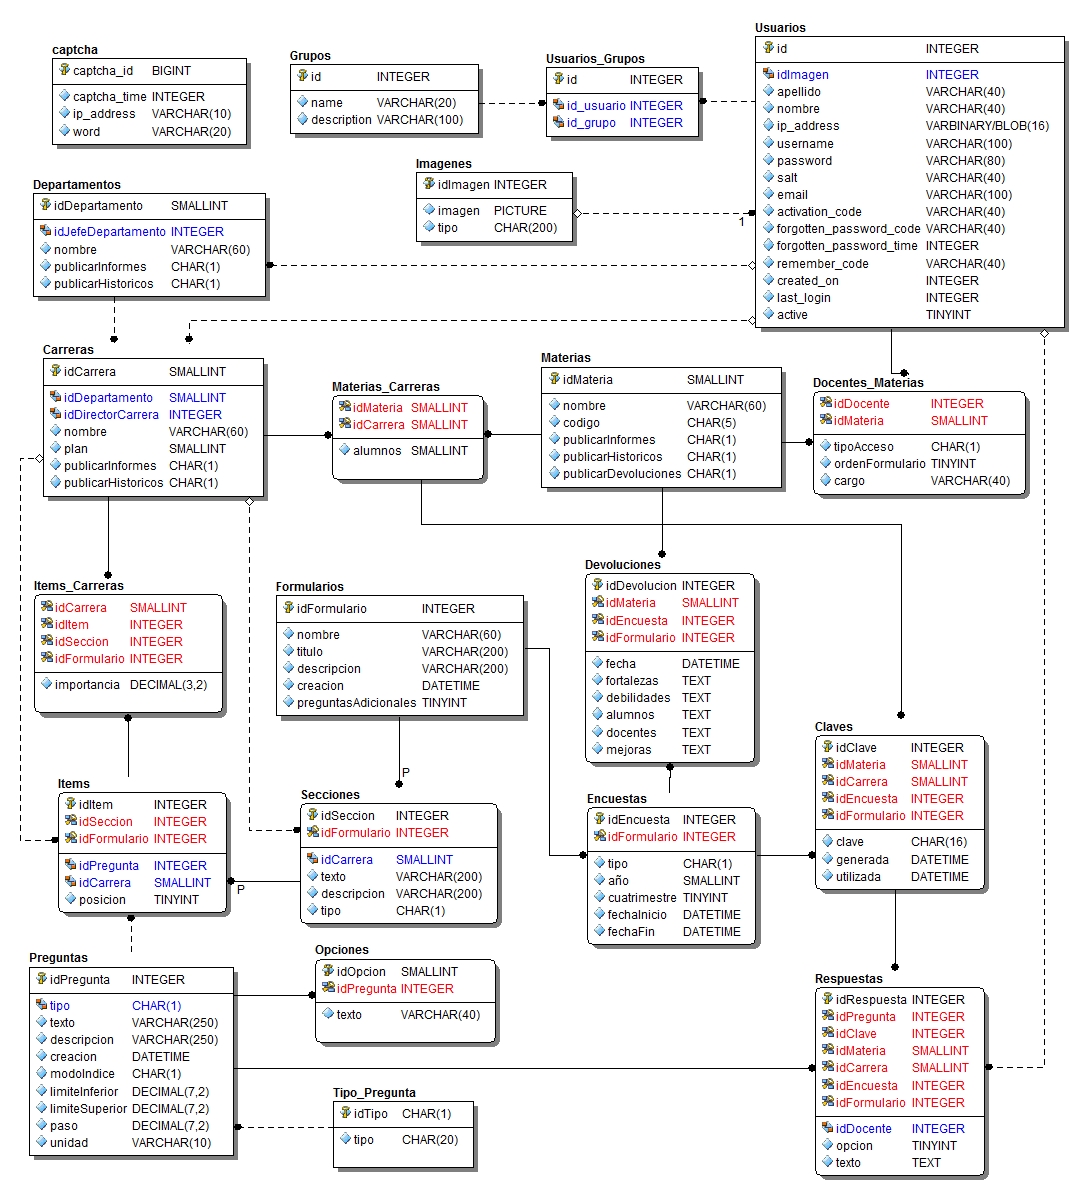 captcha
captcha_id BIGINT
captcha_time INTEGER
ip_address VARCHAR(10)
word VARCHAR(20)
Grupos
id INTEGER
name VARCHAR(20)
description VARCHAR(100)
Usuarios_Grupos
id INTEGER
id_usuario INTEGER
id_grupo INTEGER
Usuarios
id INTEGER
idImagen INTEGER
apellido VARCHAR(40)
nombre VARCHAR(40)
ip_address VARBINARY/BLOB(16)
username VARCHAR(100)
password VARCHAR(80)
salt VARCHAR(40)
email VARCHAR(100)
activation_code VARCHAR(40)
forgotten_password_code VARCHAR(40)
forgotten_password_time INTEGER
remember_code VARCHAR(40)
created_on INTEGER
last_login INTEGER
active TINYINT
Imagenes
idImagen INTEGER
imagen PICTURE
tipo CHAR(200)
1
Departamentos
idDepartamento SMALLINT
idJefeDepartamento INTEGER
nombre VARCHAR(60)
publicarInformes CHAR(1)
publicarHistoricos CHAR(1)
Carreras
idCarrera SMALLINT
idDepartamento SMALLINT
idDirectorCarrera INTEGER
nombre VARCHAR(60)
plan SMALLINT
publicarInformes CHAR(1)
publicarHistoricos CHAR(1)
Materias_Carreras
idMateria SMALLINT
idCarrera SMALLINT
alumnos SMALLINT
Materias
idMateria SMALLINT
nombre VARCHAR(60)
codigo CHAR(5)
publicarInformes CHAR(1)
publicarHistoricos CHAR(1)
publicarDevoluciones CHAR(1)
Docentes_Materias
idDocente INTEGER
idMateria SMALLINT
tipoAcceso CHAR(1)
ordenFormulario TINYINT
cargo VARCHAR(40)
Items_Carreras
idCarrera SMALLINT
idItem INTEGER
idSeccion INTEGER
idFormulario INTEGER
importancia DECIMAL(3,2)
Formularios
idFormulario INTEGER
nombre VARCHAR(60)
titulo VARCHAR(200)
descripcion VARCHAR(200)
creacion DATETIME
preguntasAdicionales TINYINT
P
Devoluciones
idDevolucion INTEGER
idMateria SMALLINT
idEncuesta INTEGER
idFormulario INTEGER
fecha DATETIME
fortalezas TEXT
debilidades TEXT
alumnos TEXT
docentes TEXT
mejoras TEXT
Claves
idClave INTEGER
idMateria SMALLINT
idCarrera SMALLINT
idEncuesta INTEGER
idFormulario INTEGER
clave CHAR(16)
generada DATETIME
utilizada DATETIME
Items
idItem INTEGER
idSeccion INTEGER
idFormulario INTEGER
idPregunta INTEGER
idCarrera SMALLINT
posicion TINYINT
P
Secciones
idSeccion INTEGER
idFormulario INTEGER
idCarrera SMALLINT
texto VARCHAR(200)
descripcion VARCHAR(200)
tipo CHAR(1)
Encuestas
idEncuesta INTEGER
idFormulario INTEGER
tipo CHAR(1)
año SMALLINT
cuatrimestre TINYINT
fechaInicio DATETIME
fechaFin DATETIME
Preguntas
idPregunta INTEGER
tipo CHAR(1)
texto VARCHAR(250)
descripcion VARCHAR(250)
creacion DATETIME
modoIndice CHAR(1)
limiteInferior DECIMAL(7,2)
limiteSuperior DECIMAL(7,2)
paso DECIMAL(7,2)
unidad VARCHAR(10)
Opciones
idOpcion SMALLINT
idPregunta INTEGER
texto VARCHAR(40)
Tipo_Pregunta
idTipo CHAR(1)
tipo CHAR(20)
Respuestas
idRespuesta INTEGER
idPregunta INTEGER
idClave INTEGER
idMateria SMALLINT
idCarrera SMALLINT
idEncuesta INTEGER
idFormulario INTEGER
idDocente INTEGER
opcion TINYINT
texto TEXT